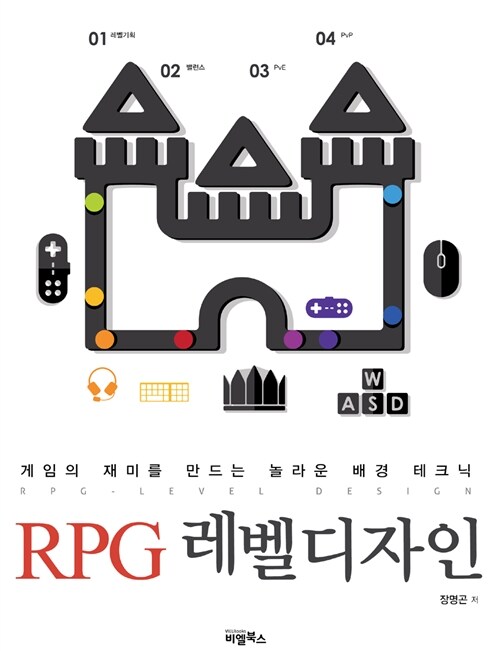 01 레벨기획
04 PvP
02 밸런스
03 PvE
W
A S D
게임의 재미를 만드는 놀라운 배경 테크닉
RPG-LEVEL DESIGN
RPG 레벨디자인
장명곤 저
비엘북스